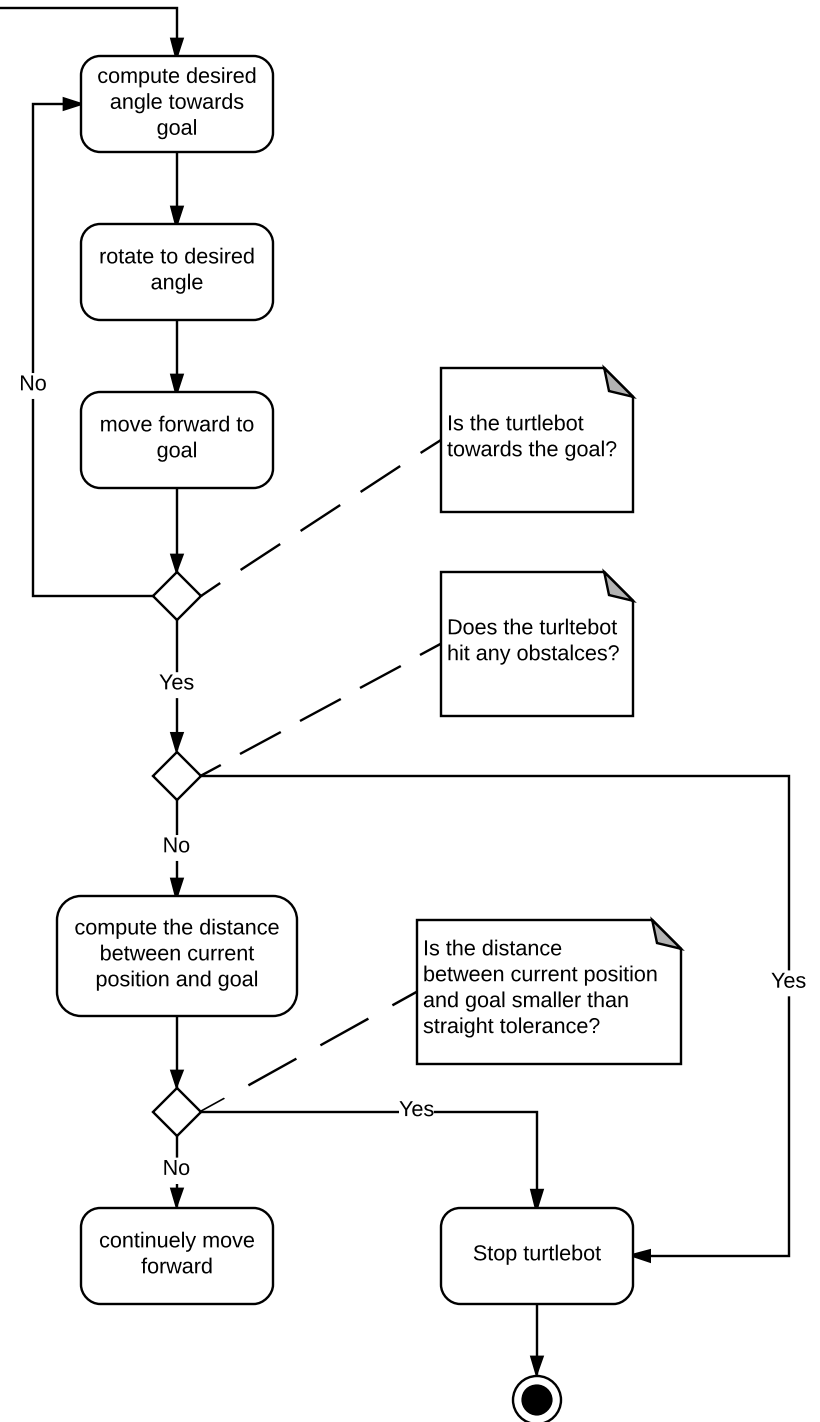 compute desired
angle towards
goal
rotate to desired
angle
No
move forward to
goal
Is the turtlebot
towards the goal?
Does the turltebot
hit any obstalces?
Yes
No
compute the distance
between current
position and goal
Is the distance
between current position
and goal smaller than
straight tolerance?
Yes
Yes
No
continuely move
forward
Stop turtlebot